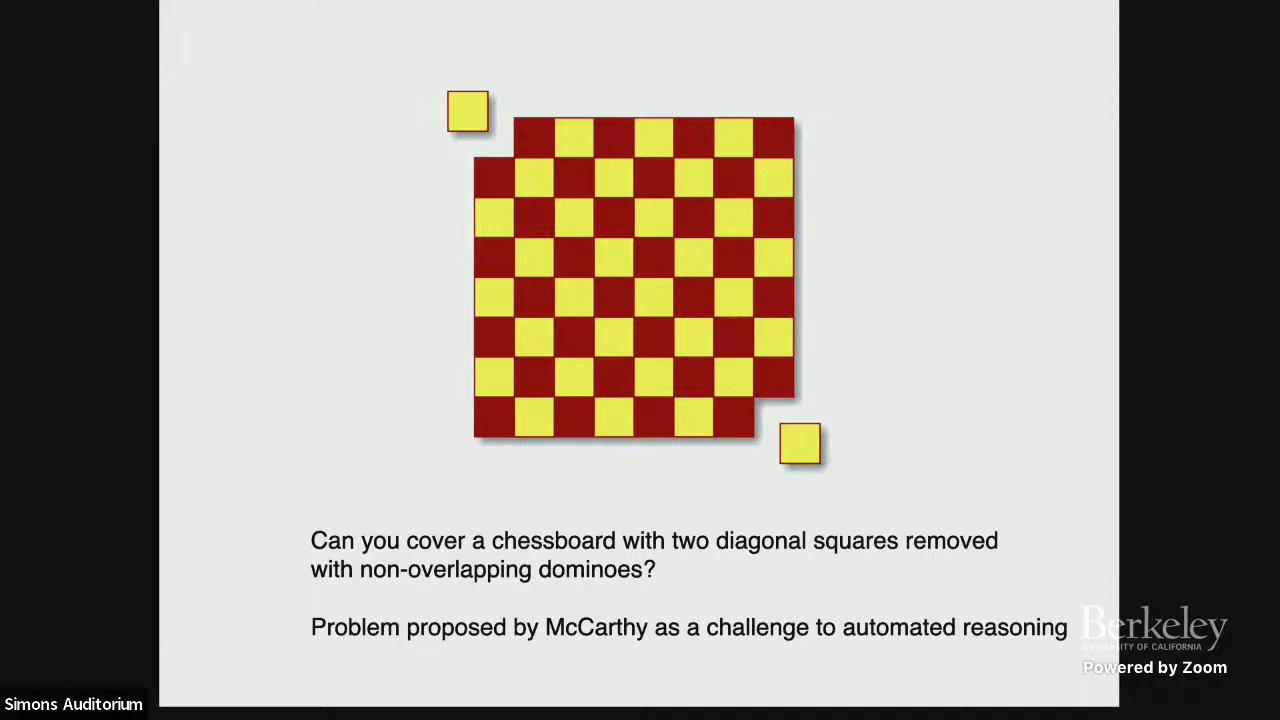 Can you cover a chessboard with two diagonal squares removed
with non-overlapping dominoes?
Problem proposed by McCarthy as a challenge to automated reasoning
Berkeley
UNIVERSITY OF CALIFORNIA
Powered by Zoom
Simons Auditorium